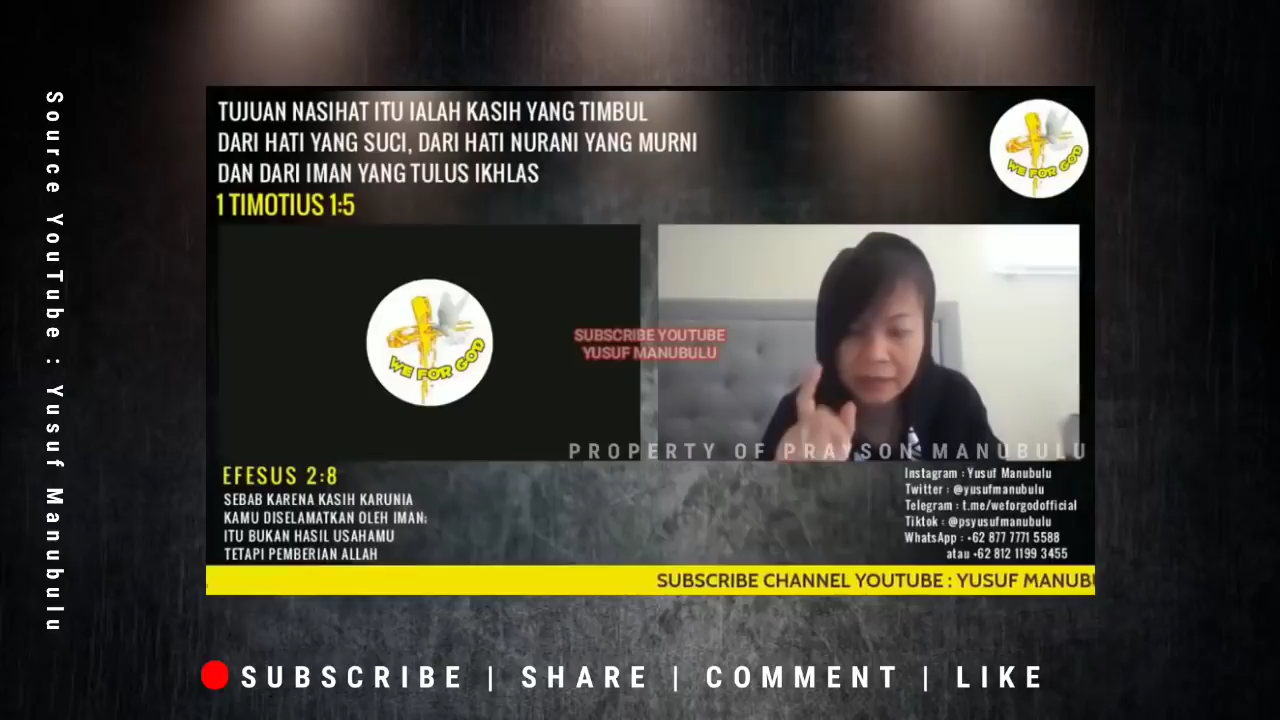 Source YouTube : Yusuf Manubulu
TUJUAN NASIHAT ITU IALAH KASIH YANG TIMBUL
DARI HATI YANG SUCI, DARI HATI NURANI YANG MURNI
DAN DARI IMAN YANG TULUS IKHLAS
1 TIMOTIUS 1:5
WE FOR GOD
WE FOR GOD
SUBSCRIBE YOUTUBE
YUSUF MANUBULU
PROPERTY OF PRAYSON MANUBULU
EFESUS 2:8
SEBAB KARENA KASIH KARUNIA
KAMU DISELAMATKAN OLEH IMAN;
ITU BUKAN HASIL USAHAMU
TETAPI PEMBERIAN ALLAH
Instagram : Yusuf Manubulu
Twitter : @yusufmanubulu
Telegram : t.me/weforgodofficial
Tiktok : @psyusufmanubulu
WhatsApp : +62 877 7771 5588
atau +62 812 1199 3455
SUBSCRIBE CHANNEL YOUTUBE : YUSUF MANUB
SUBSCRIBE | SHARE | COMMENT | LIKE